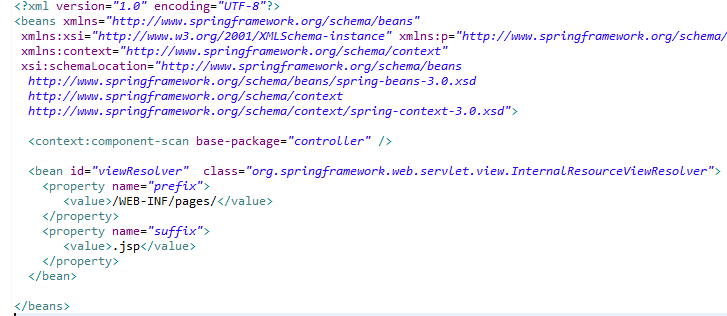 <?xml version="1.0" encoding="UTF-8"?>
<beans xmlns="http://www.springframework.org/schema/beans"
xmlns:xsi="http://www.w3.org/2001/XMLSchema-instance" xmlns:p="http://www.springframework.org/schema/
xmlns:context="http://www.springframework.org/schema/context"
xsi:schemaLocation="http://www.springframework.org/schema/beans
http://www.springframework.org/schema/beans/spring-beans-3.0.xsd
http://www.springframework.org/schema/context
http://www.springframework.org/schema/context/spring-context-3.0.xsd">
<context:component-scan base-package="controller" />
<bean id="viewResolver"  class="org.springframework.web.servlet.view.InternalResourceViewResolver">
<property name="prefix">
<value>/WEB-INF/pages/</value>
</property>
<property name="suffix">
<value>.jsp</value>
</property>
</bean>
</beans>